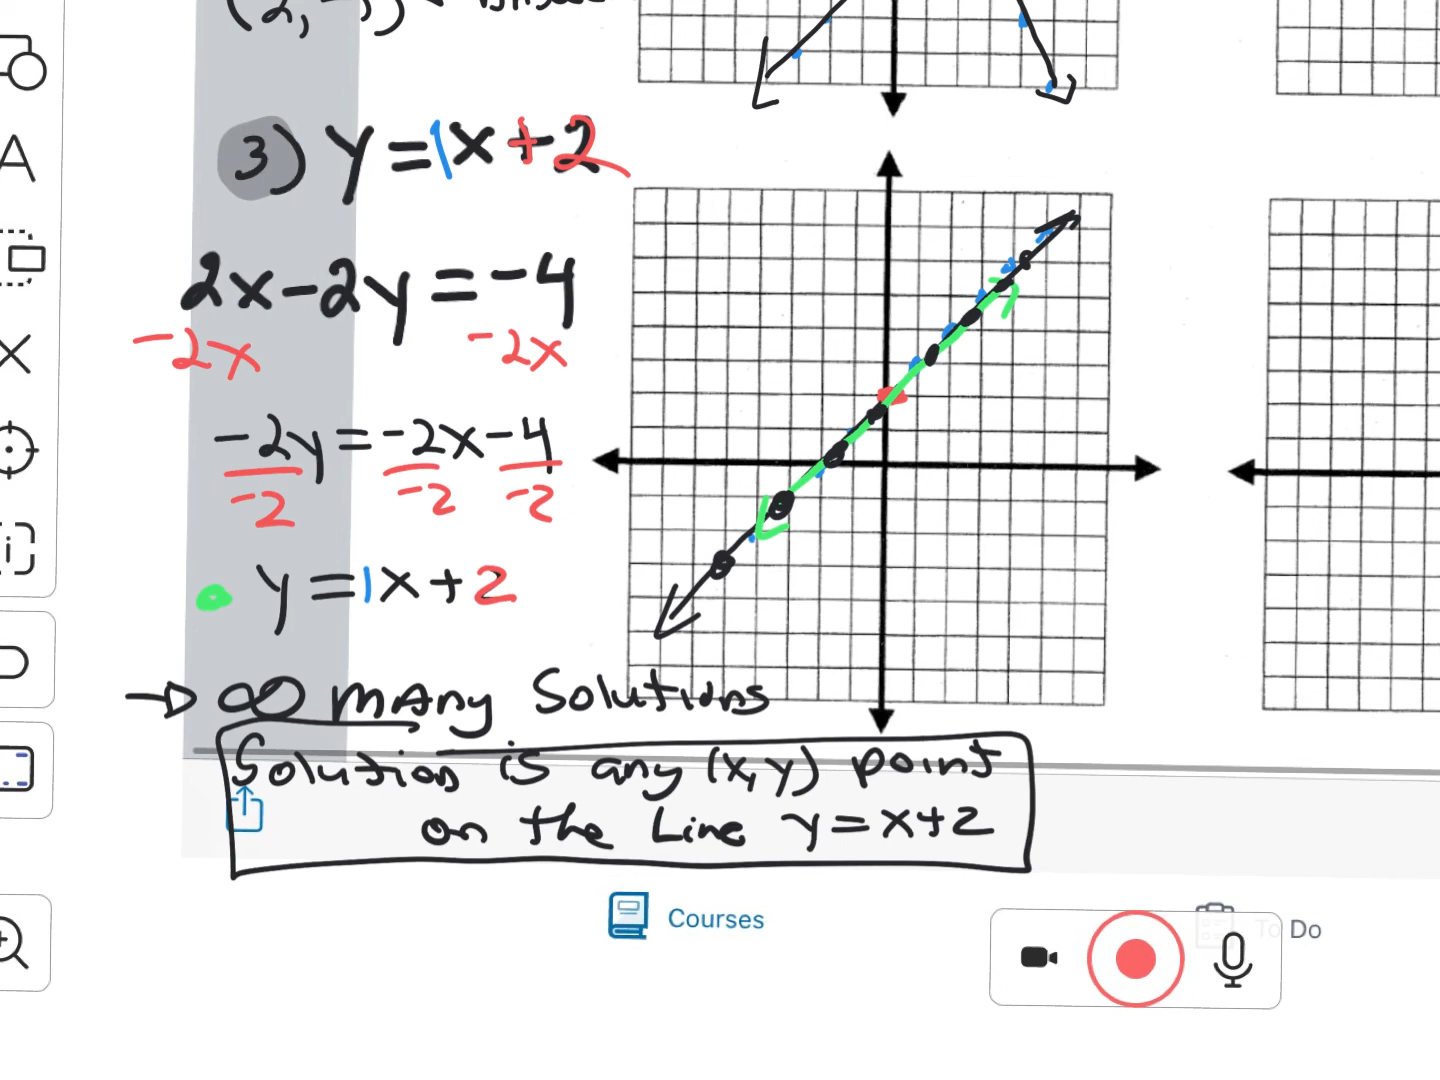 (2,
3) y = 1x + 2
2x - 2y = -4
-2x -2x
-2y = -2x - 4
-2 -2 -2
y = 1x + 2
→ ∞ many Solutions
Solution is any (x,y) point
on the Line y = x + 2
Courses
To Do